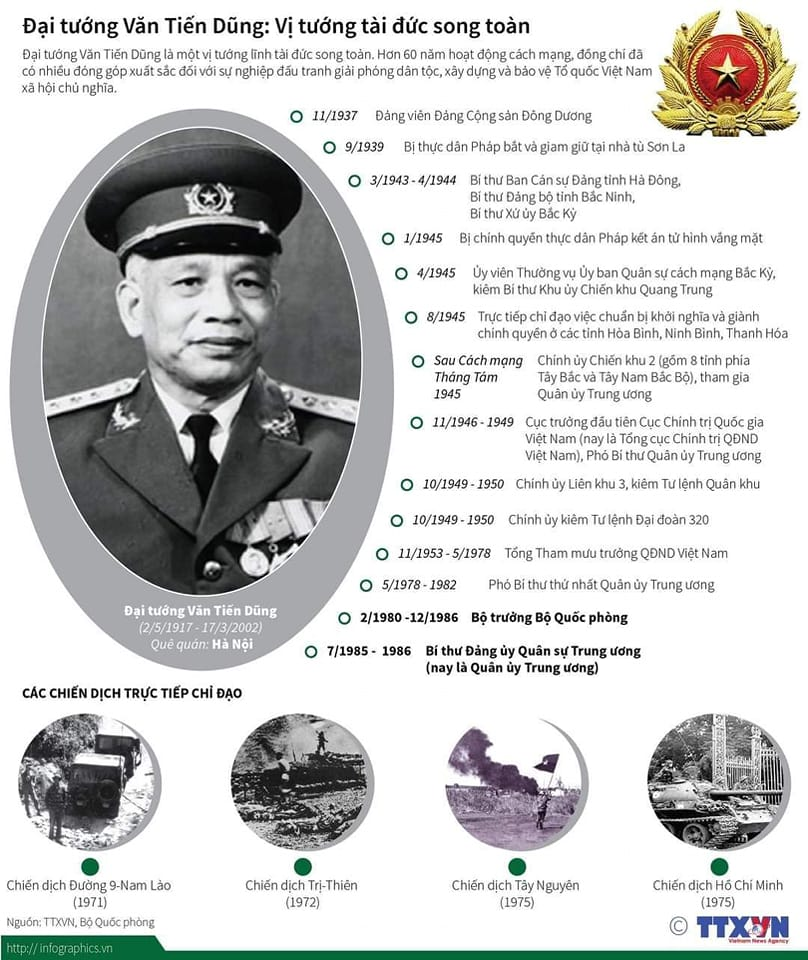 Đại tướng Văn Tiến Dũng: Vị tướng tài đức song toàn
Đại tướng Văn Tiến Dũng là một vị tướng lĩnh tài đức song toàn. Hơn 60 năm hoạt động cách mạng, đồng chí đã
có nhiều đóng góp xuất sắc đối với sự nghiệp đấu tranh giải phóng dân tộc, xây dựng và bảo vệ Tổ quốc Việt Nam
xã hội chủ nghĩa.
11/1937 Đảng viên Đảng Cộng sản Đông Dương
9/1939 Bị thực dân Pháp bắt và giam giữ tại nhà tù Sơn La
3/1943 - 4/1944 Bí thư Ban Cán sự Đảng tỉnh Hà Đông,
Bí thư Đảng bộ tỉnh Bắc Ninh,
Bí thư Xứ ủy Bắc Kỳ
1/1945 Bị chính quyền thực dân Pháp kết án tử hình vắng mặt
4/1945 Ủy viên Thường vụ Ủy ban Quân sự cách mạng Bắc Kỳ,
kiêm Bí thư Khu ủy Chiến khu Quang Trung
8/1945 Trực tiếp chỉ đạo việc chuẩn bị khởi nghĩa và giành
chính quyền ở các tỉnh Hòa Bình, Ninh Bình, Thanh Hóa
Sau Cách mạng Chính ủy Chiến khu 2 (gồm 8 tỉnh phía
Tháng Tám Tây Bắc và Tây Nam Bắc Bộ), tham gia
1945 Quân ủy Trung ương
11/1946 - 1949 Cục trưởng đầu tiên Cục Chính trị Quốc gia
Việt Nam (nay là Tổng cục Chính trị QĐND
Việt Nam), Phó Bí thư Quân ủy Trung ương
10/1949 - 1950 Chính ủy Liên khu 3, kiêm Tư lệnh Quân khu
10/1949 - 1950 Chính ủy kiêm Tư lệnh Đại đoàn 320
11/1953 - 5/1978 Tổng Tham mưu trưởng QĐND Việt Nam
5/1978 - 1982 Phó Bí thư thứ nhất Quân ủy Trung ương
2/1980 -12/1986 Bộ trưởng Bộ Quốc phòng
7/1985 - 1986 Bí thư Đảng ủy Quân sự Trung ương
(nay là Quân ủy Trung ương)
Đại tướng Văn Tiến Dũng
(2/5/1917 - 17/3/2002)
Quê quán: Hà Nội
CÁC CHIẾN DỊCH TRỰC TIẾP CHỈ ĐẠO
Chiến dịch Đường 9-Nam Lào
(1971)
Chiến dịch Trị-Thiên
(1972)
Chiến dịch Tây Nguyên
(1975)
Chiến dịch Hồ Chí Minh
(1975)
Nguồn: TTXVN, Bộ Quốc phòng
© TTXVN
Vietnam News Agency
http://infographics.vn